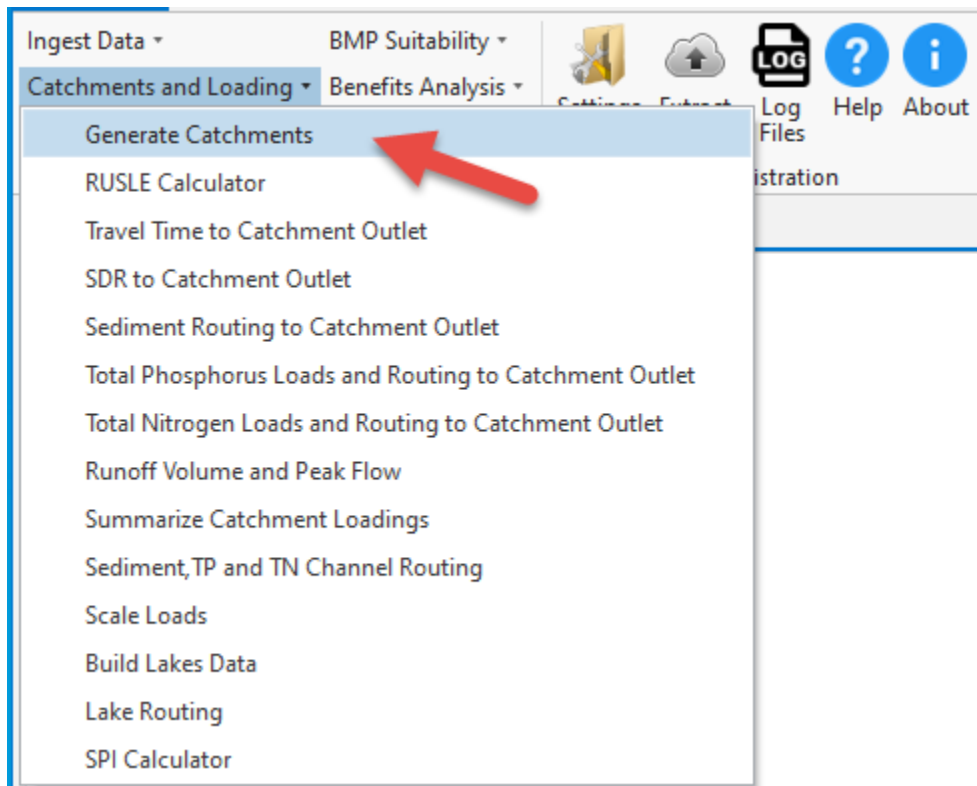 Ingest Data
BMP Suitability
Catchments and Loading
Benefits Analysis
LOG
?
i
Log
Files
Help
About
istration
Generate Catchments
RUSLE Calculator
Travel Time to Catchment Outlet
SDR to Catchment Outlet
Sediment Routing to Catchment Outlet
Total Phosphorus Loads and Routing to Catchment Outlet
Total Nitrogen Loads and Routing to Catchment Outlet
Runoff Volume and Peak Flow
Summarize Catchment Loadings
Sediment,TP and TN Channel Routing
Scale Loads
Build Lakes Data
Lake Routing
SPI Calculator